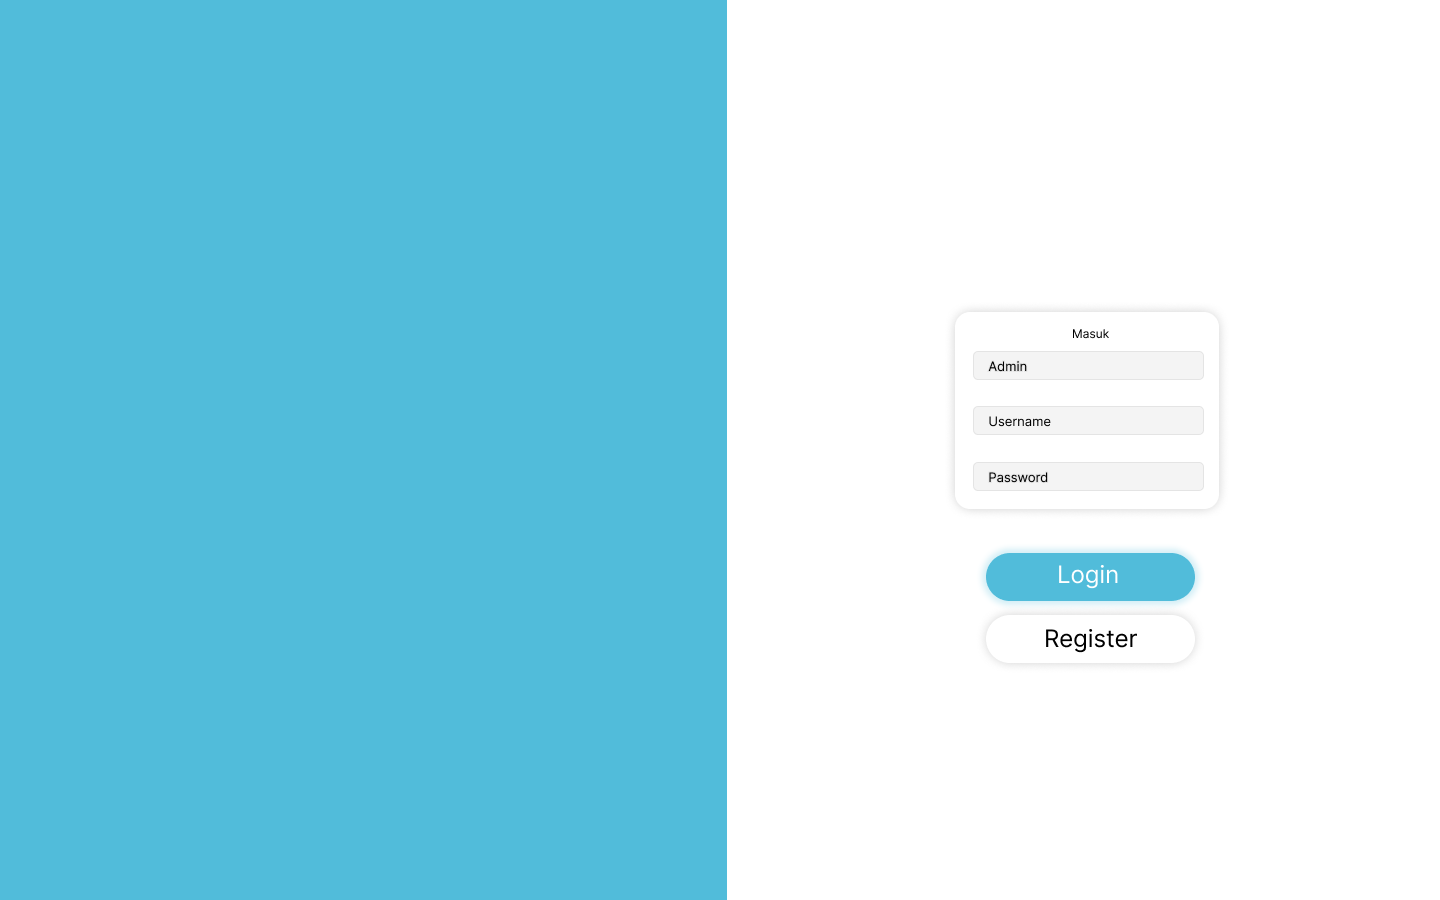 Masuk
Admin
Username
Password
Login
Register